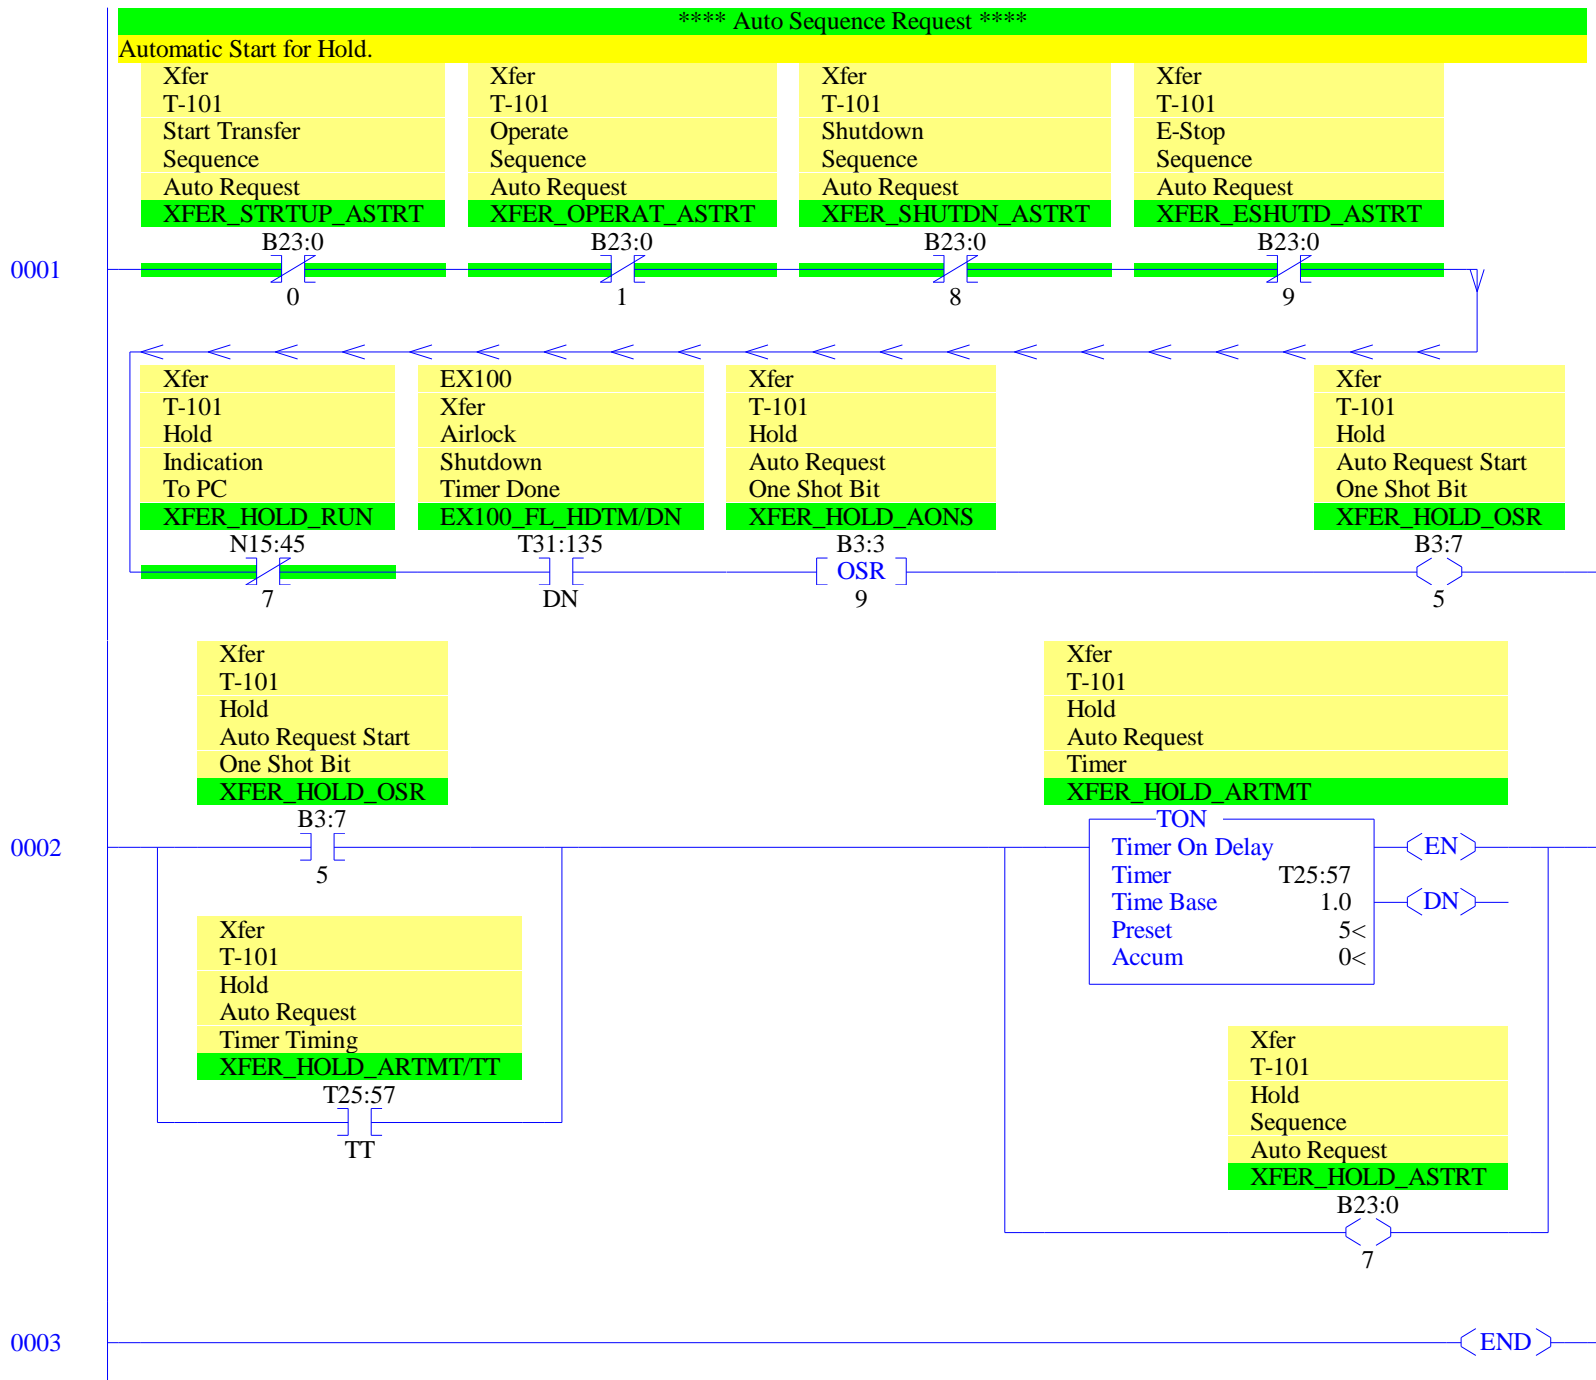 **** Auto Sequence Request ****
Automatic Start for Hold.
Xfer
T-101
Start Transfer
Sequence
Auto Request
XFER_STRTUP_ASTRT
B23:0
0
Xfer
T-101
Operate
Sequence
Auto Request
XFER_OPERAT_ASTRT
B23:0
1
Xfer
T-101
Shutdown
Sequence
Auto Request
XFER_SHUTDN_ASTRT
B23:0
8
Xfer
T-101
E-Stop
Sequence
Auto Request
XFER_ESHUTD_ASTRT
B23:0
9
0001
Xfer
T-101
Hold
Indication
To PC
XFER_HOLD_RUN
N15:45
7
EX100
Xfer
Airlock
Shutdown
Timer Done
EX100_FL_HDTM/DN
T31:135
DN
Xfer
T-101
Hold
Auto Request
One Shot Bit
XFER_HOLD_AONS
B3:3
OSR
9
Xfer
T-101
Hold
Auto Request Start
One Shot Bit
XFER_HOLD_OSR
B3:7
5
Xfer
T-101
Hold
Auto Request Start
One Shot Bit
XFER_HOLD_OSR
B3:7
5
0002
Xfer
T-101
Hold
Auto Request
Timer
XFER_HOLD_ARTMT
TON
Timer On Delay
Timer T25:57
Time Base 1.0
Preset 5<
Accum 0<
EN
DN
Xfer
T-101
Hold
Auto Request
Timer Timing
XFER_HOLD_ARTMT/TT
T25:57
TT
Xfer
T-101
Hold
Sequence
Auto Request
XFER_HOLD_ASTRT
B23:0
7
0003
END